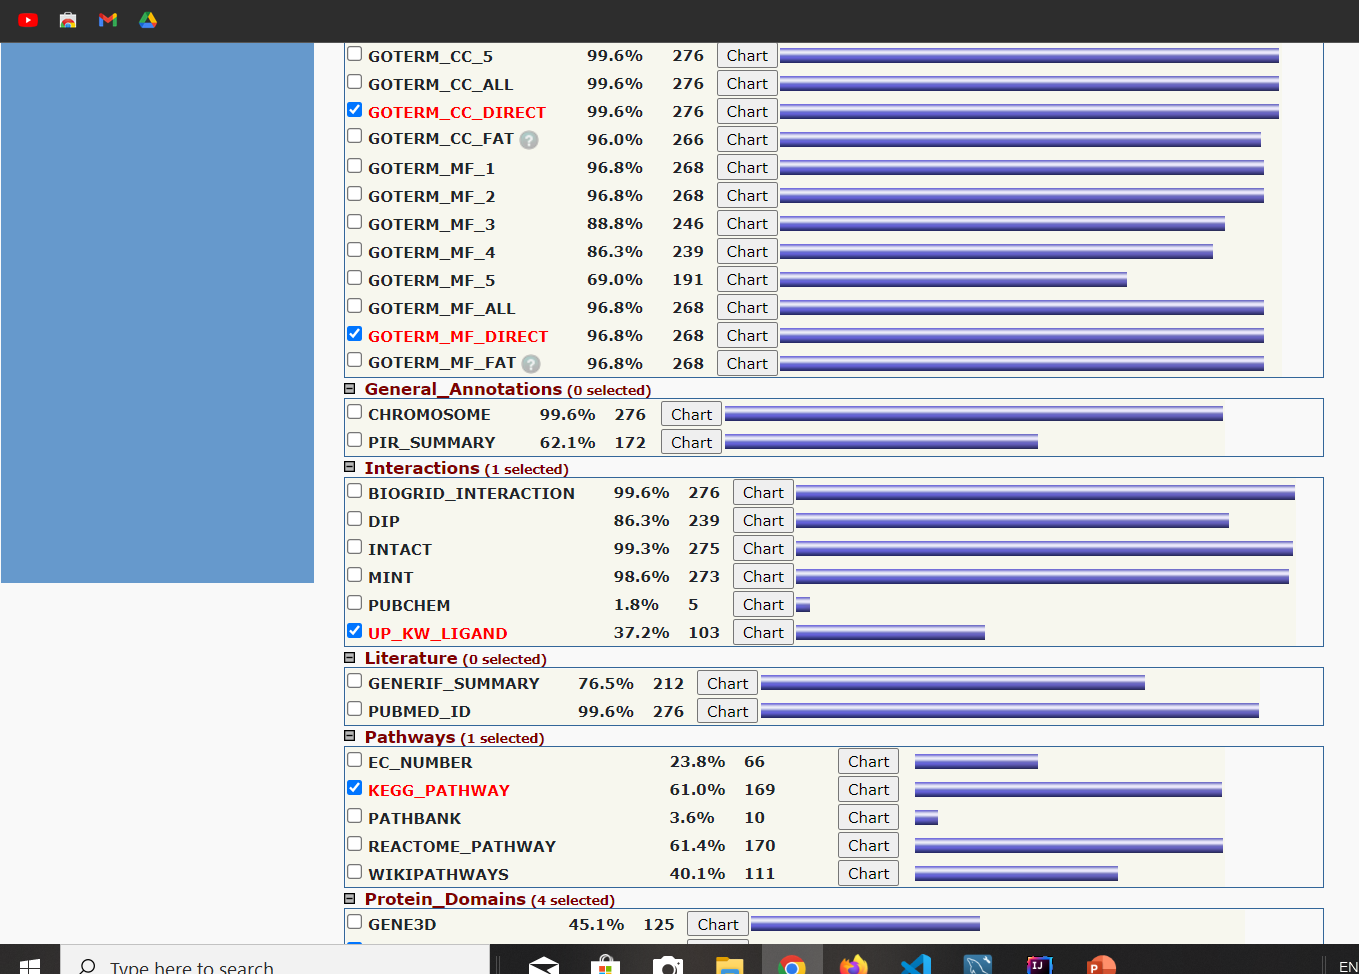 GOTERM_CC_5 99.6% 276 Chart
GOTERM_CC_ALL 99.6% 276 Chart
GOTERM_CC_DIRECT 99.6% 276 Chart
GOTERM_CC_FAT ? 96.0% 266 Chart
GOTERM_MF_1 96.8% 268 Chart
GOTERM_MF_2 96.8% 268 Chart
GOTERM_MF_3 88.8% 246 Chart
GOTERM_MF_4 86.3% 239 Chart
GOTERM_MF_5 69.0% 191 Chart
GOTERM_MF_ALL 96.8% 268 Chart
GOTERM_MF_DIRECT 96.8% 268 Chart
GOTERM_MF_FAT ? 96.8% 268 Chart
General_Annotations (0 selected)
CHROMOSOME 99.6% 276 Chart
PIR_SUMMARY 62.1% 172 Chart
Interactions (1 selected)
BIOGRID_INTERACTION 99.6% 276 Chart
DIP 86.3% 239 Chart
INTACT 99.3% 275 Chart
MINT 98.6% 273 Chart
PUBCHEM 1.8% 5 Chart
UP_KW_LIGAND 37.2% 103 Chart
Literature (0 selected)
GENERIF_SUMMARY 76.5% 212 Chart
PUBMED_ID 99.6% 276 Chart
Pathways (1 selected)
EC_NUMBER 23.8% 66 Chart
KEGG_PATHWAY 61.0% 169 Chart
PATHBANK 3.6% 10 Chart
REACTOME_PATHWAY 61.4% 170 Chart
WIKIPATHWAYS 40.1% 111 Chart
Protein_Domains (4 selected)
GENE3D 45.1% 125 Chart
Type here to search IJ P EN